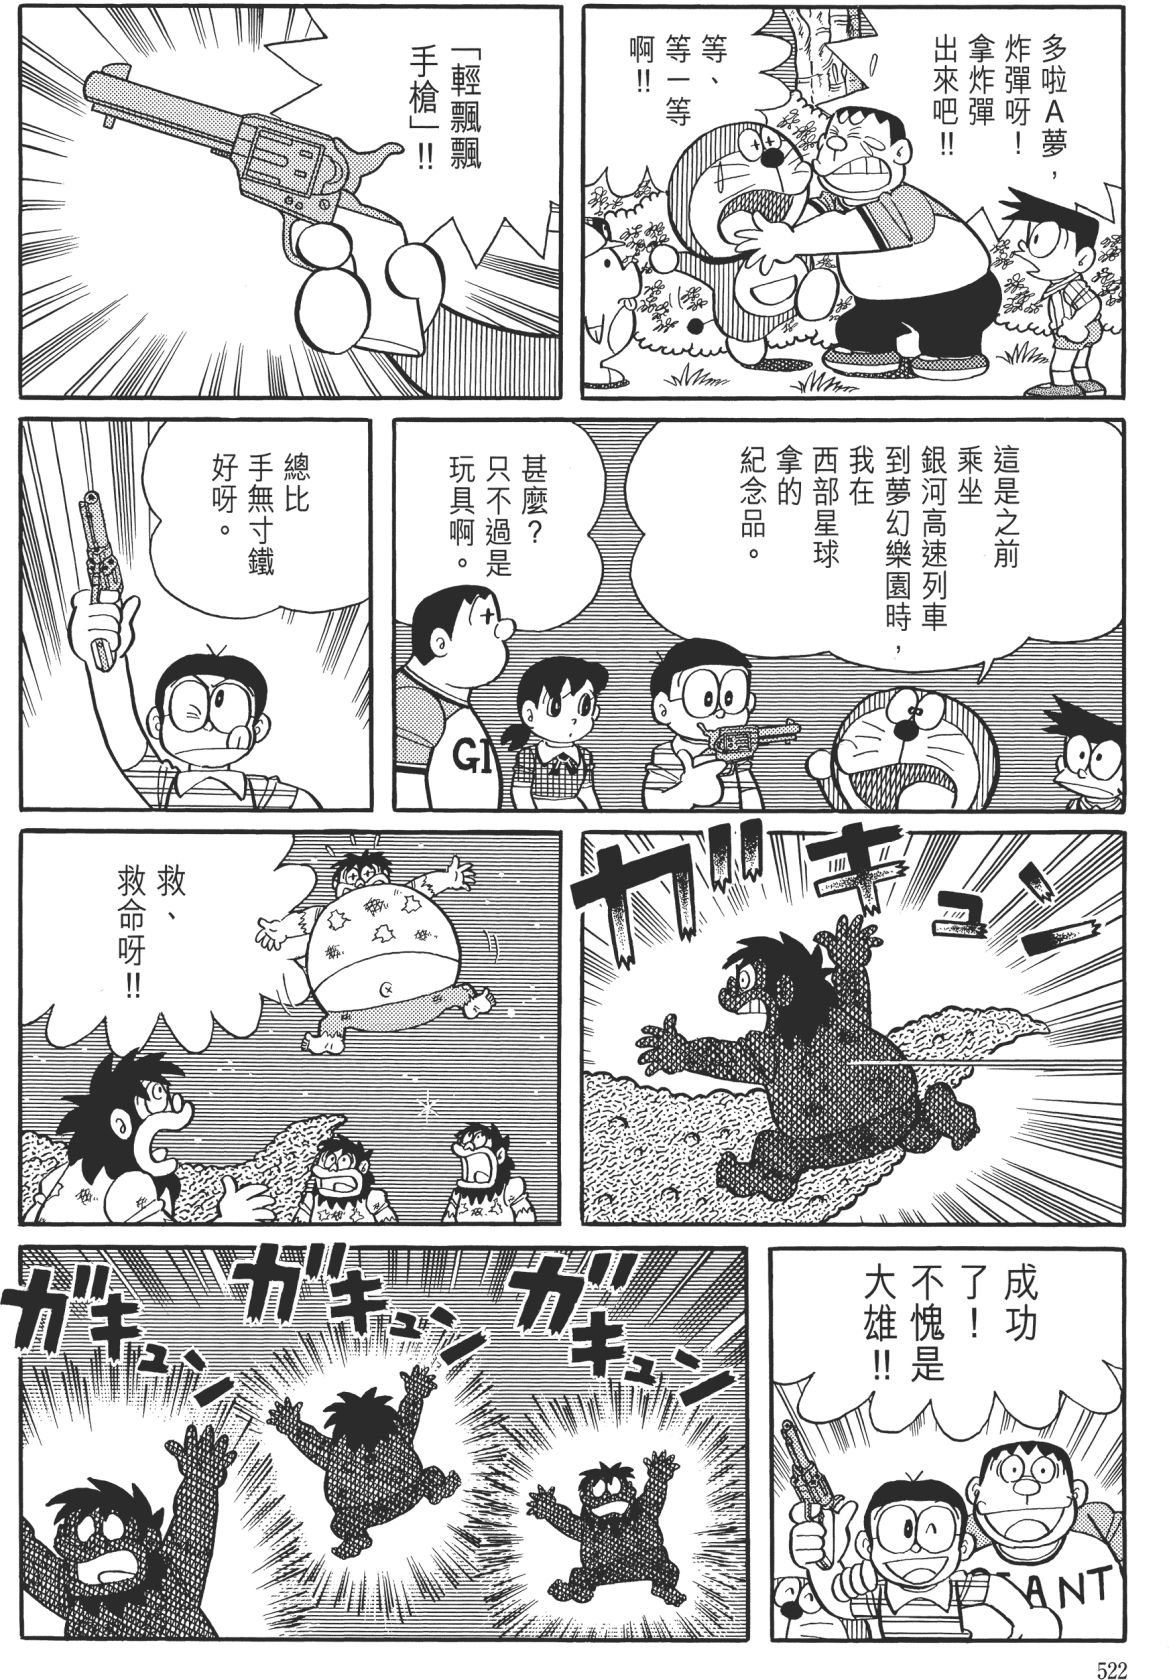 多啦A夢，
炸彈呀！
拿炸彈
出來吧!!
等、
等一等
啊!!
「輕飄飄
手槍」!!
這是之前
乘坐
銀河高速列車
到夢幻樂園時，
我在
西部星球
拿的
紀念品。
甚麼？
只不過是
玩具啊。
GI
總比
手無寸鐵
好呀。
ガキューン
救、
救命呀!!
成功
了！
不愧是
大雄!!
GIANT
ガキューン
ガキューン
ガキューン
522